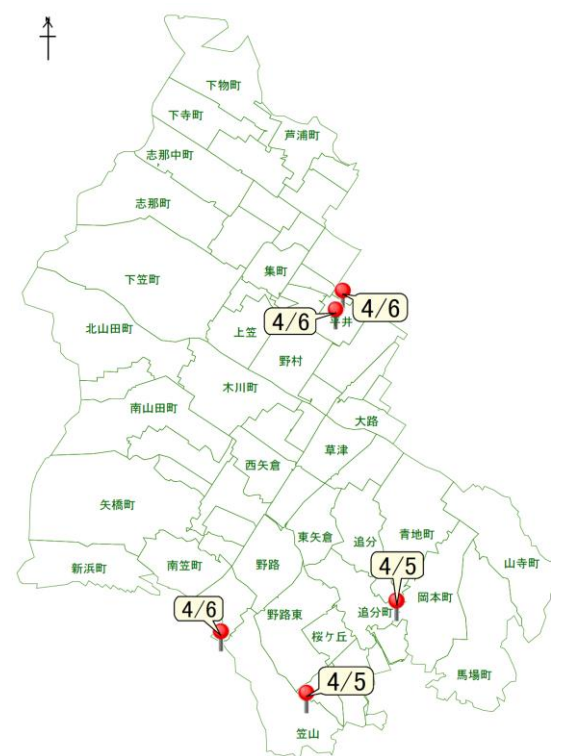 下物町
下寺町
芦浦町
志那中町
志那町
集町
下笠町
4/6
4/6
平井
北山田町
上笠
野村
木川町
南山田町
大路
草津
西矢倉
矢橋町
東矢倉
追分
青地町
山寺町
新浜町
南笠町
野路
4/5
岡本町
4/6
野路東
追分町
桜ケ丘
馬場町
4/5
笠山